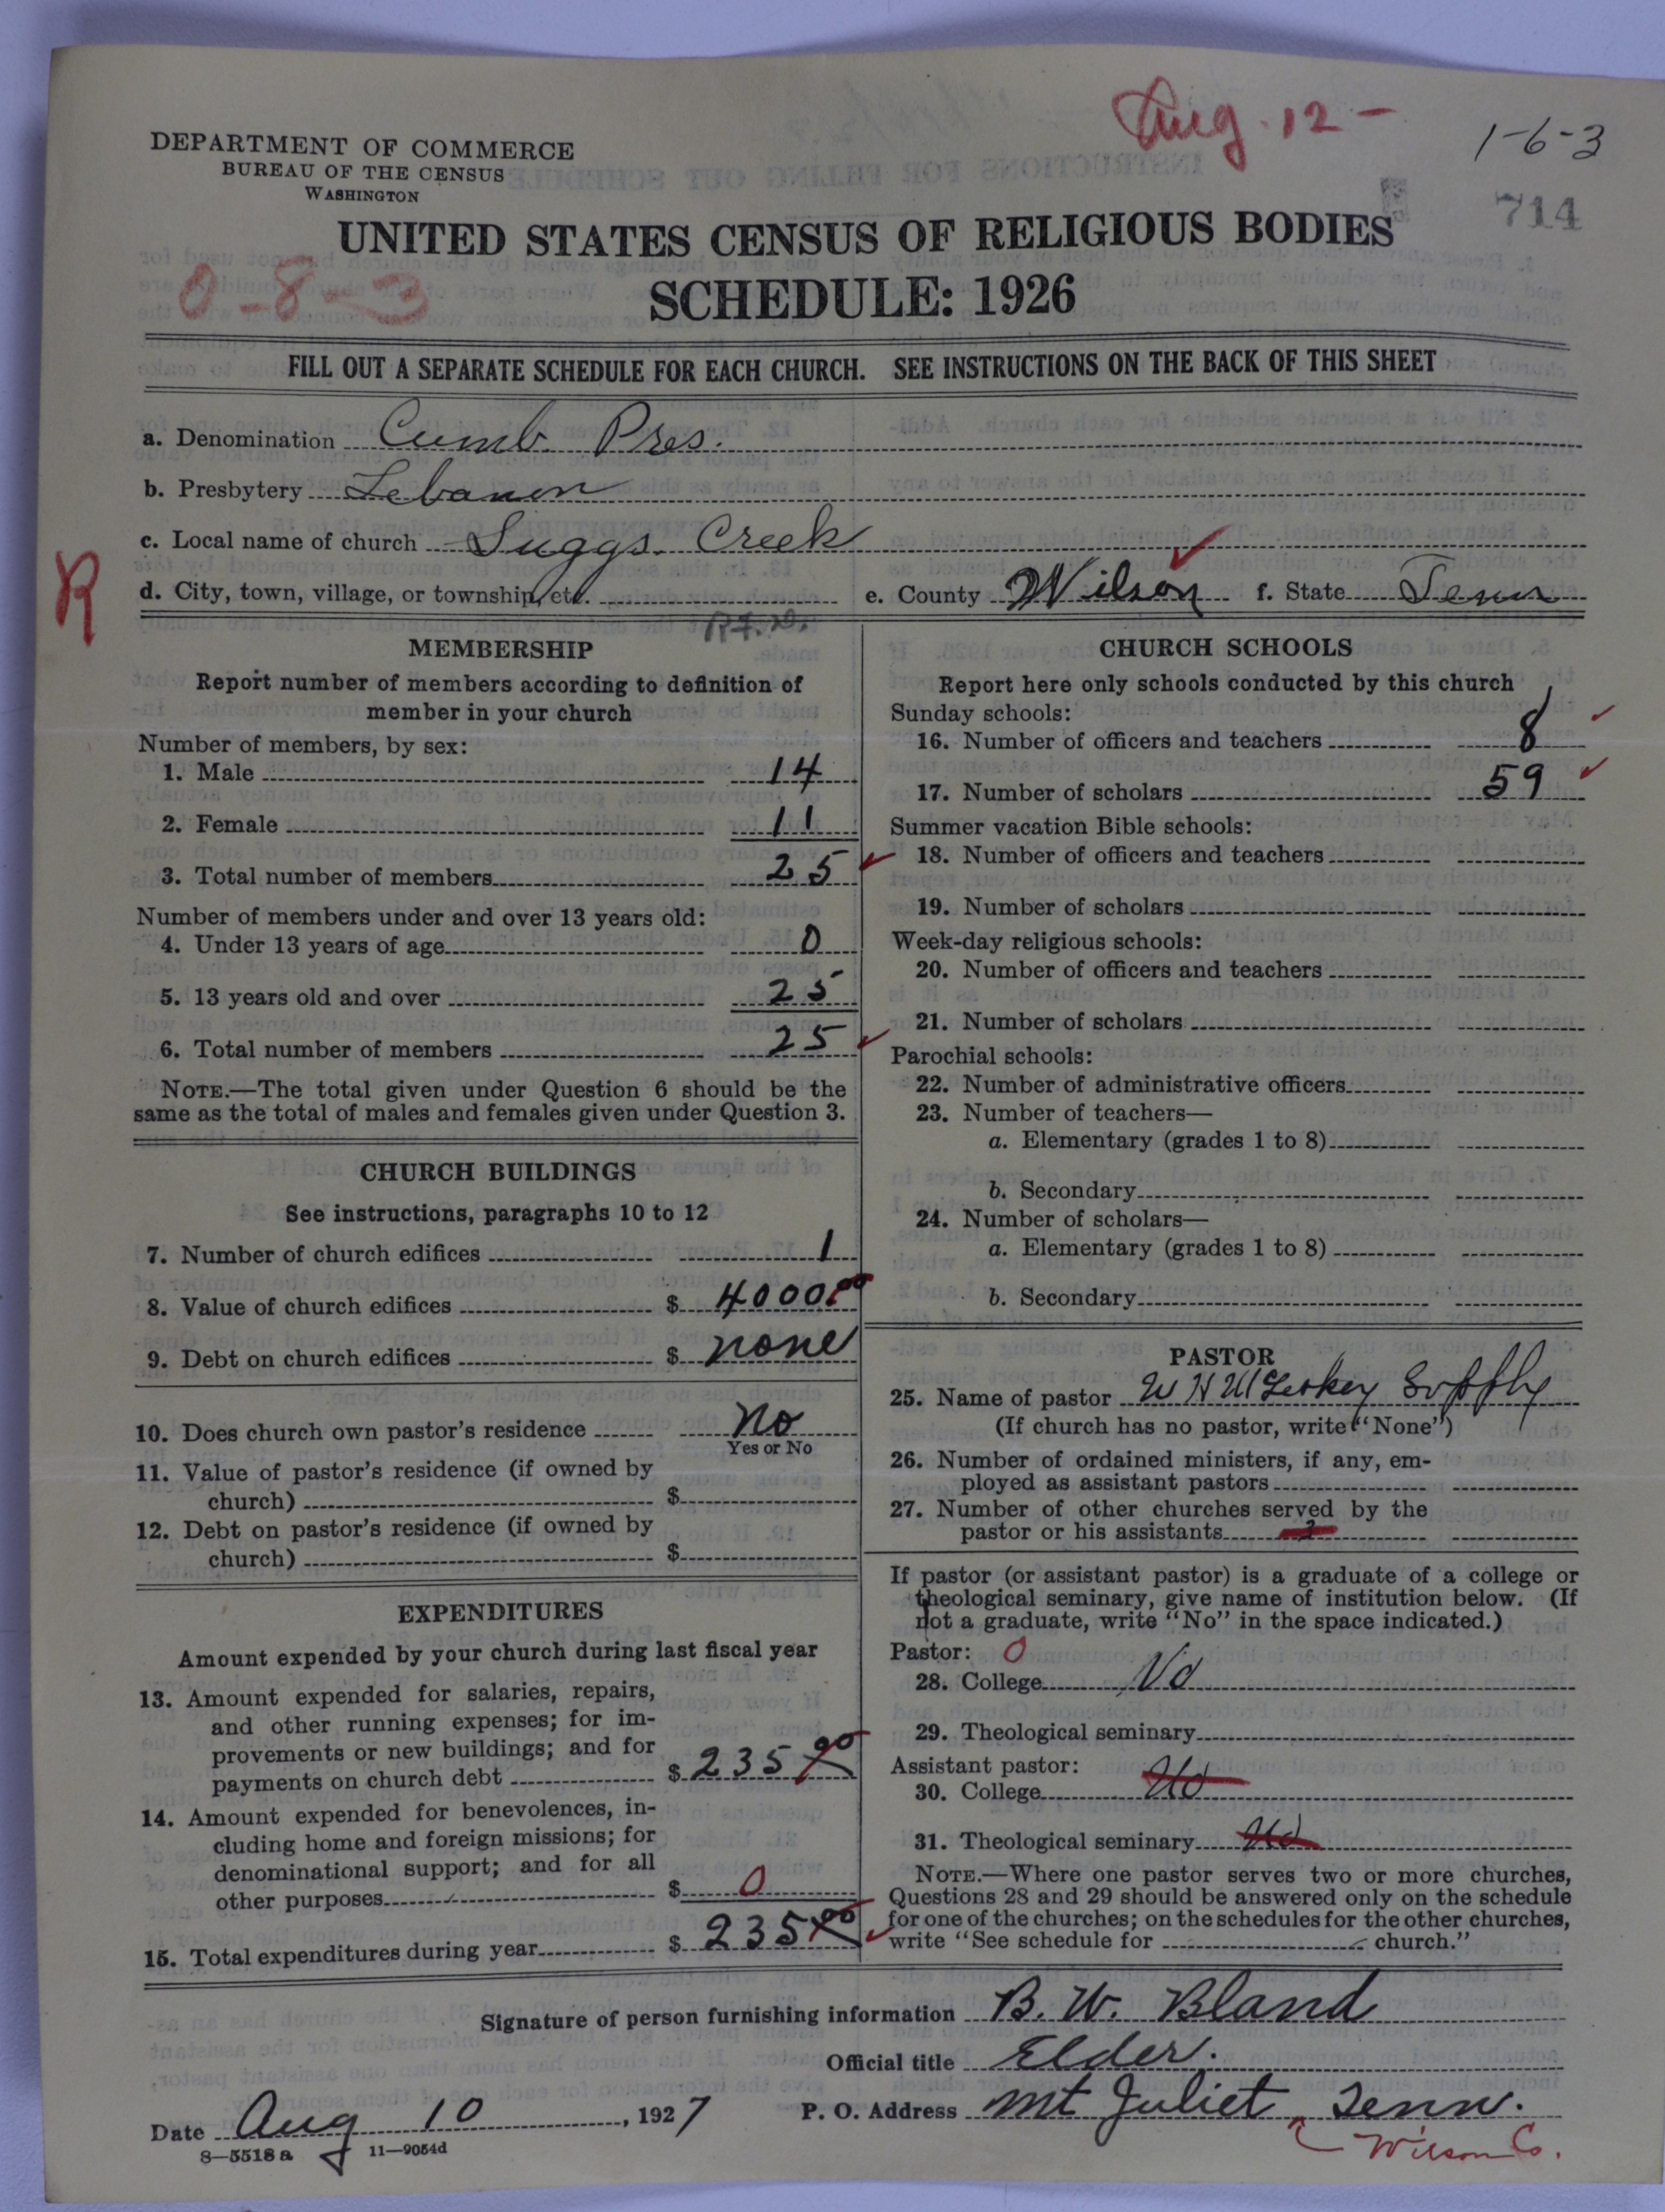 Aug. 12 -
1-6-3
DEPARTMENT OF COMMERCE
BUREAU OF THE CENSUS
WASHINGTON
714
UNITED STATES CENSUS OF RELIGIOUS BODIES
0-8-3
SCHEDULE: 1926
FILL OUT A SEPARATE SCHEDULE FOR EACH CHURCH. SEE INSTRUCTIONS ON THE BACK OF THIS SHEET
a. Denomination Cumb. Pres.
b. Presbytery Lebanon
c. Local name of church Suggs Creek
R
d. City, town, village, or township, etc. e. County Wilson f. State Tenn
R.F.D.
MEMBERSHIP
Report number of members according to definition of
member in your church
Number of members, by sex:
1. Male 14
2. Female 11
3. Total number of members 25
Number of members under and over 13 years old:
4. Under 13 years of age 0
5. 13 years old and over 25
6. Total number of members 25
NOTE.—The total given under Question 6 should be the
same as the total of males and females given under Question 3.
CHURCH BUILDINGS
See instructions, paragraphs 10 to 12
7. Number of church edifices 1
8. Value of church edifices $ 4000.00
9. Debt on church edifices $ none
10. Does church own pastor's residence No
Yes or No
11. Value of pastor's residence (if owned by
church) $
12. Debt on pastor's residence (if owned by
church) $
EXPENDITURES
Amount expended by your church during last fiscal year
13. Amount expended for salaries, repairs,
and other running expenses; for im-
provements or new buildings; and for
payments on church debt $ 235 00
14. Amount expended for benevolences, in-
cluding home and foreign missions; for
denominational support; and for all
other purposes $ 0
15. Total expenditures during year $ 235 00
CHURCH SCHOOLS
Report here only schools conducted by this church
Sunday schools:
16. Number of officers and teachers 8
17. Number of scholars 59
Summer vacation Bible schools:
18. Number of officers and teachers
19. Number of scholars
Week-day religious schools:
20. Number of officers and teachers
21. Number of scholars
Parochial schools:
22. Number of administrative officers
23. Number of teachers—
a. Elementary (grades 1 to 8)
b. Secondary
24. Number of scholars—
a. Elementary (grades 1 to 8)
b. Secondary
PASTOR
25. Name of pastor W H McLeskey Supply
(If church has no pastor, write "None")
26. Number of ordained ministers, if any, em-
ployed as assistant pastors
27. Number of other churches served by the
pastor or his assistants
If pastor (or assistant pastor) is a graduate of a college or
theological seminary, give name of institution below. (If
not a graduate, write "No" in the space indicated.)
Pastor: 0
28. College No
29. Theological seminary
Assistant pastor:
30. College No
31. Theological seminary No
NOTE.—Where one pastor serves two or more churches,
Questions 28 and 29 should be answered only on the schedule
for one of the churches; on the schedules for the other churches,
write "See schedule for church."
Signature of person furnishing information B. W. Bland
Official title Elder.
Date Aug 10, 1927 P. O. Address Mt Juliet Tenn.
8—5518 a 11—9054d
Wilson Co.